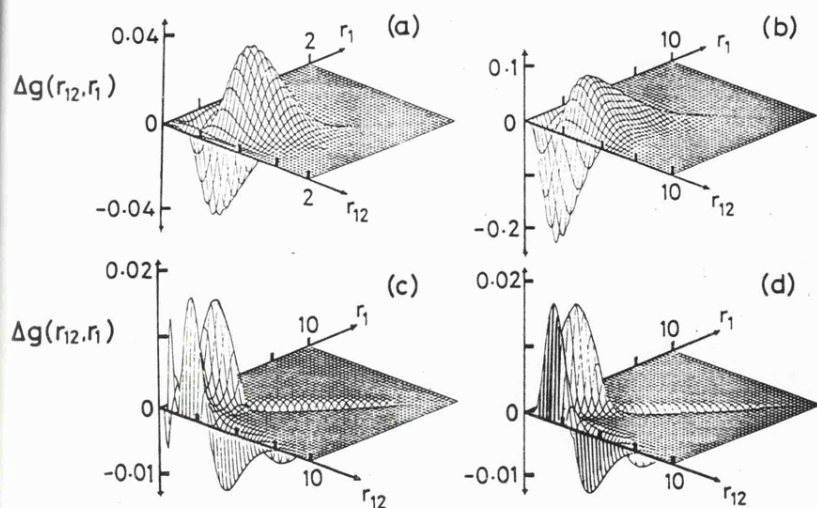 (a)
0.04
2
r₁
Δg(r₁₂,r₁)
0
-0.04
2
r₁₂
(b)
0.1
10
r₁
0
-0.2
10
r₁₂
(c)
0.02
10
r₁
Δg(r₁₂,r₁)
0
-0.01
10
r₁₂
(d)
0.02
10
r₁
0
-0.01
10
r₁₂